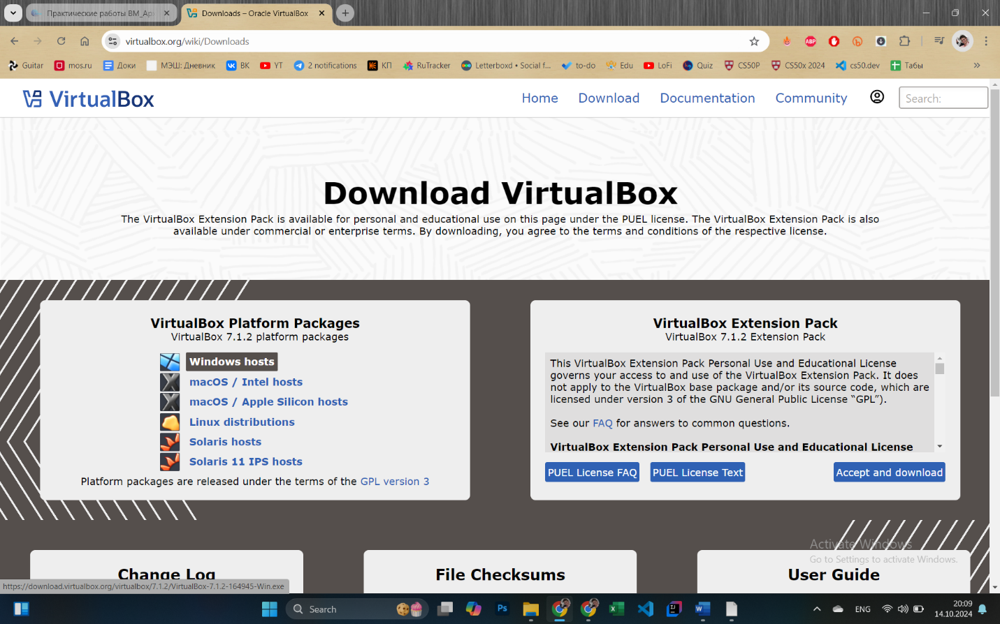 Практические работы ВМ_Ар
Downloads – Oracle VirtualBox
virtualbox.org/wiki/Downloads
ABP
Guitar
mos.ru
Доки
МЭШ: Дневник
ВК
YT
2 notifications
КП
RuTracker
Letterboxd • Social f...
to-do
Edu
LoFi
Quiz
CS50P
CS50x 2024
cs50.dev
Табы
»
VirtualBox
Home
Download
Documentation
Community
Search:
Download VirtualBox
The VirtualBox Extension Pack is available for personal and educational use on this page under the PUEL license. The VirtualBox Extension Pack is also
available under commercial or enterprise terms. By downloading, you agree to the terms and conditions of the respective license.
VirtualBox Platform Packages
VirtualBox 7.1.2 platform packages
Windows hosts
macOS / Intel hosts
macOS / Apple Silicon hosts
Linux distributions
Solaris hosts
Solaris 11 IPS hosts
Platform packages are released under the terms of the GPL version 3
VirtualBox Extension Pack
VirtualBox 7.1.2 Extension Pack
This VirtualBox Extension Pack Personal Use and Educational License
governs your access to and use of the VirtualBox Extension Pack. It does
not apply to the VirtualBox base package and/or its source code, which are
licensed under version 3 of the GNU General Public License “GPL”).
See our FAQ for answers to common questions.
VirtualBox Extension Pack Personal Use and Educational License
PUEL License FAQ
PUEL License Text
Accept and download
Activate Windows
Go to Settings to activate Windows.
Change Log
File Checksums
User Guide
https://download.virtualbox.org/virtualbox/7.1.2/VirtualBox-7.1.2-164945-Win.exe
Search
Ps
ENG
20:09
14.10.2024